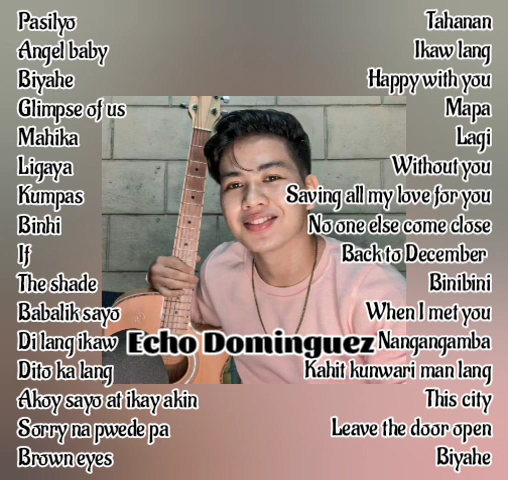 Pasilyo
Angel baby
Biyahe
Glimpse of us
Mahika
Ligaya
Kumpas
Binhi
If
The shade
Babalik sayo
Di lang ikaw
Dito ka lang
Akoy sayo at ikay akin
Sorry na pwede pa
Brown eyes
Echo Dominguez
Tahanan
Ikaw lang
Happy with you
Mapa
Lagi
Without you
Saving all my love for you
No one else come close
Back to December
Binibini
When I met you
Nangangamba
Kahit kunwari man lang
This city
Leave the door open
Biyahe